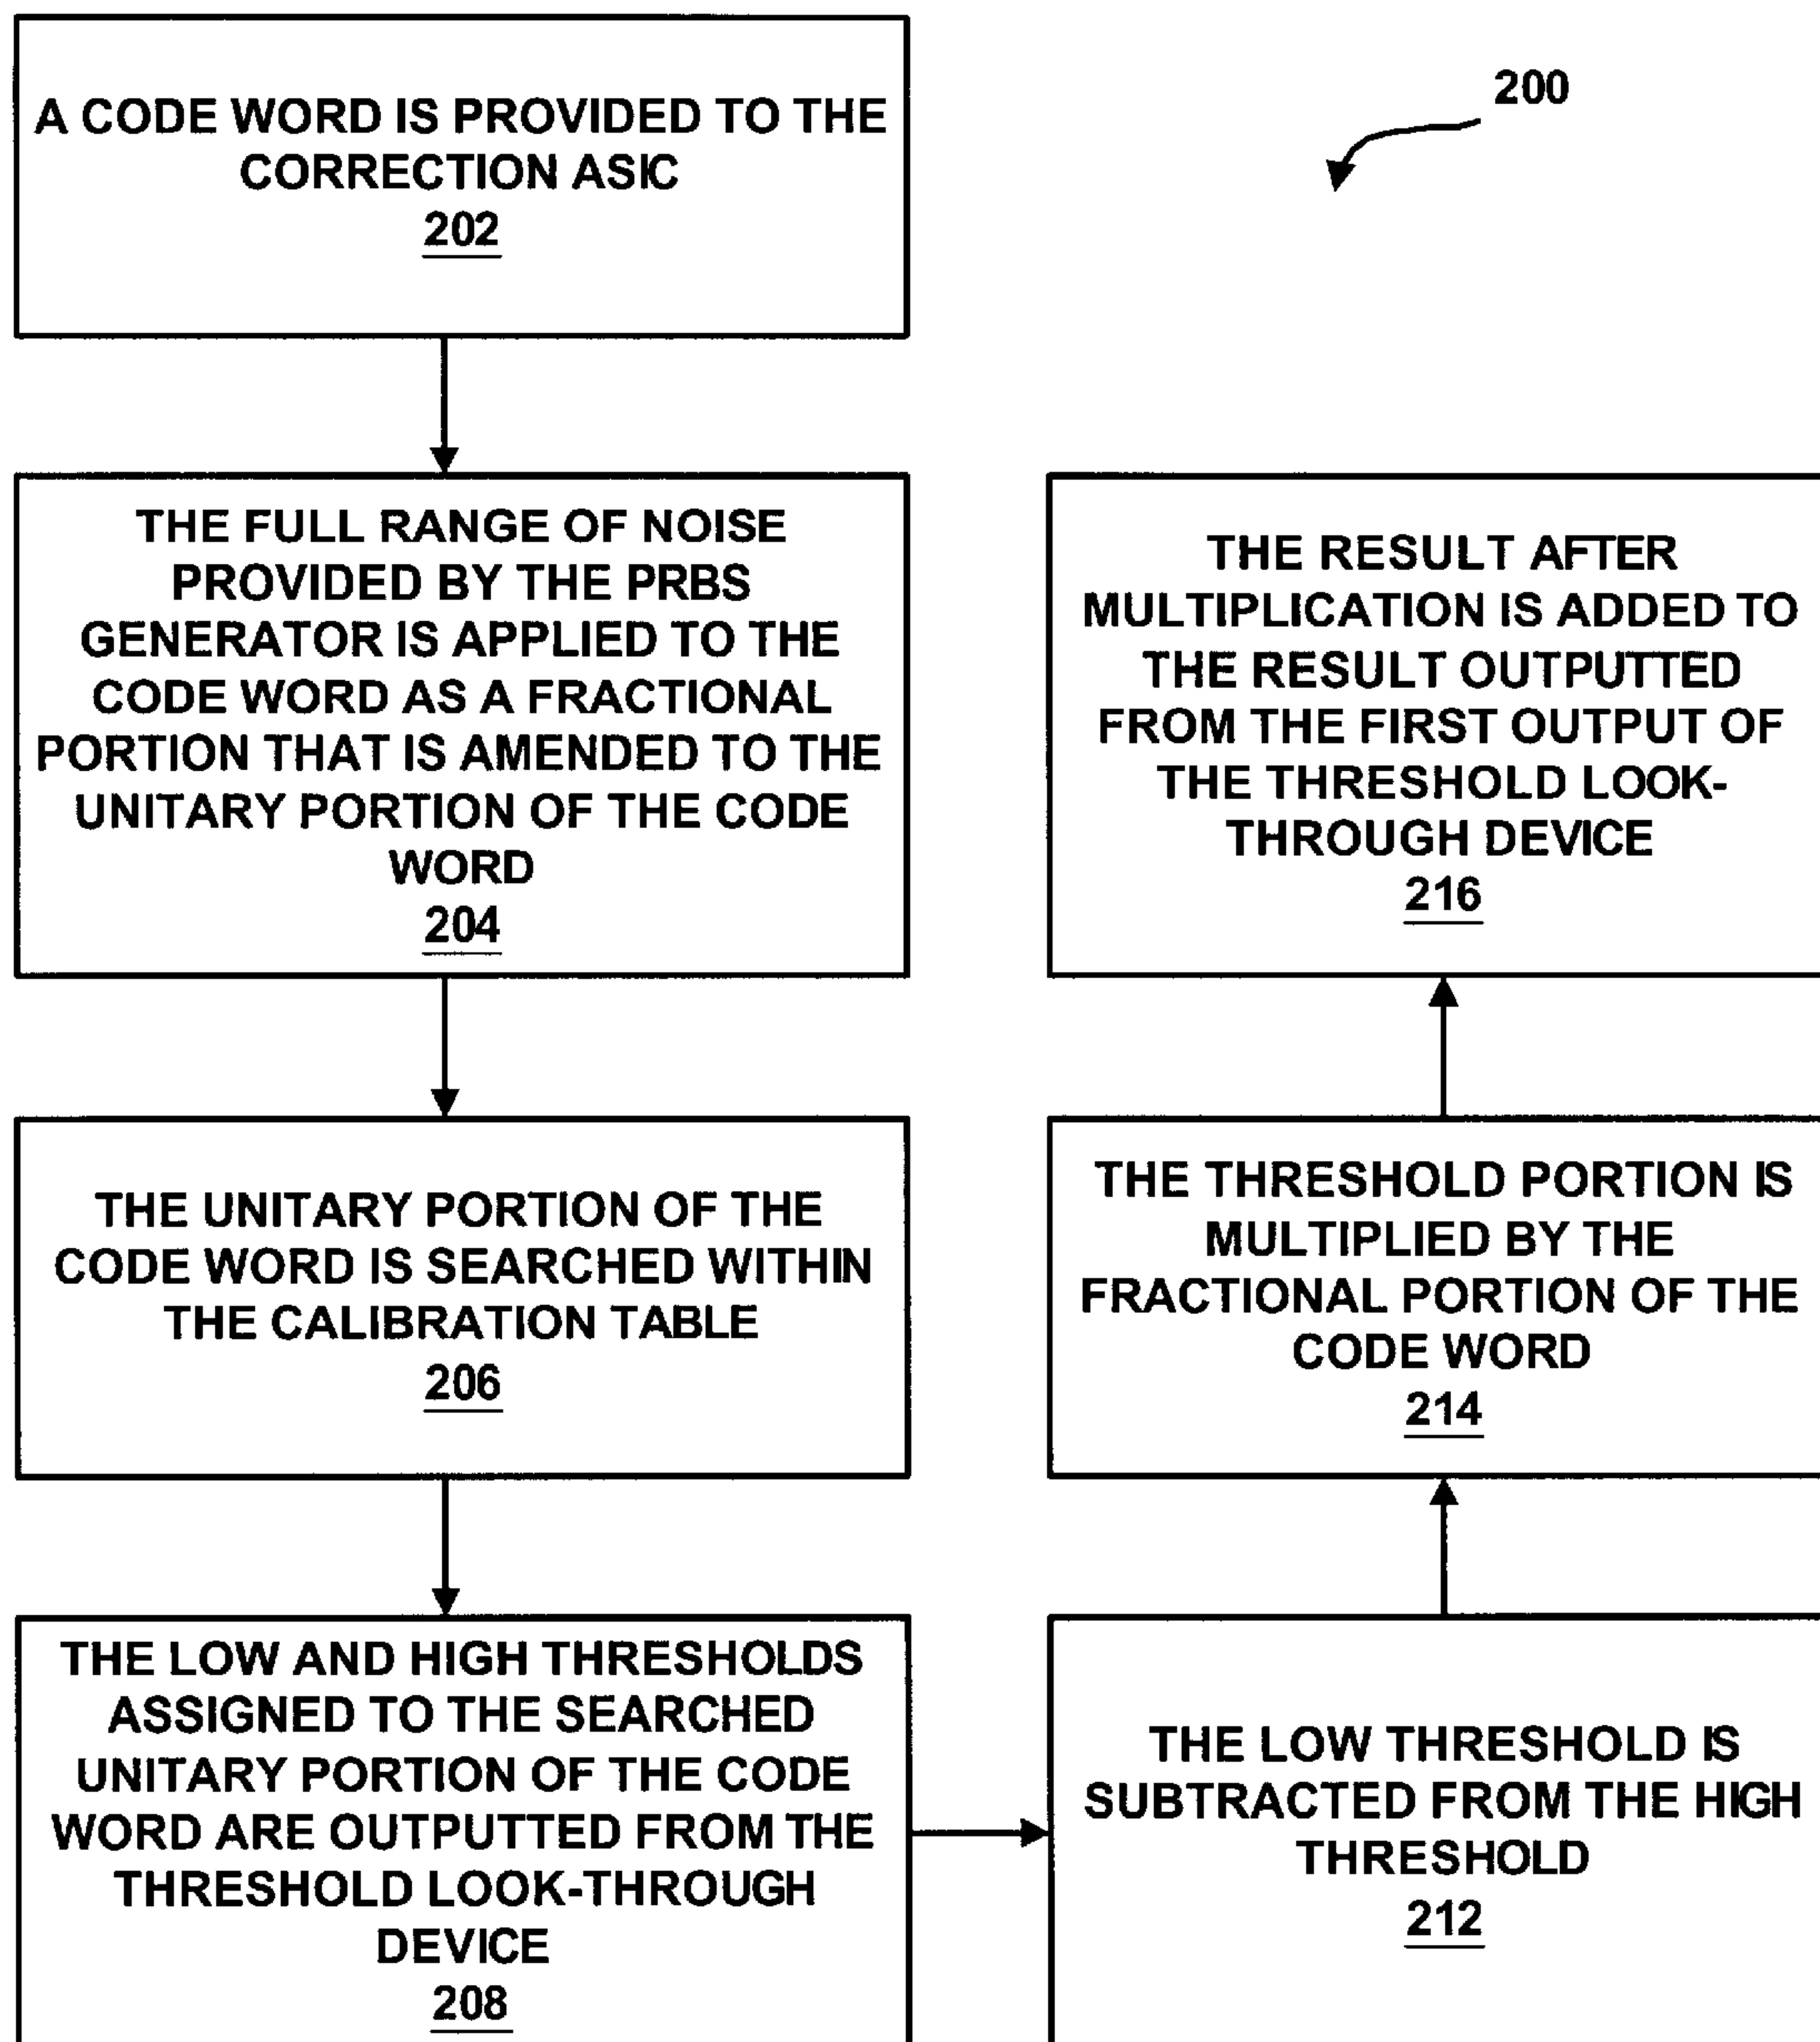 A CODE WORD IS PROVIDED TO THE
CORRECTION ASIC
202
200
THE FULL RANGE OF NOISE
PROVIDED BY THE PRBS
GENERATOR IS APPLIED TO THE
CODE WORD AS A FRACTIONAL
PORTION THAT IS AMENDED TO THE
UNITARY PORTION OF THE CODE
WORD
204
THE UNITARY PORTION OF THE
CODE WORD IS SEARCHED WITHIN
THE CALIBRATION TABLE
206
THE LOW AND HIGH THRESHOLDS
ASSIGNED TO THE SEARCHED
UNITARY PORTION OF THE CODE
WORD ARE OUTPUTTED FROM THE
THRESHOLD LOOK-THROUGH
DEVICE
208
THE LOW THRESHOLD IS
SUBTRACTED FROM THE HIGH
THRESHOLD
212
THE THRESHOLD PORTION IS
MULTIPLIED BY THE
FRACTIONAL PORTION OF THE
CODE WORD
214
THE RESULT AFTER
MULTIPLICATION IS ADDED TO
THE RESULT OUTPUTTED
FROM THE FIRST OUTPUT OF
THE THRESHOLD LOOK-
THROUGH DEVICE
216